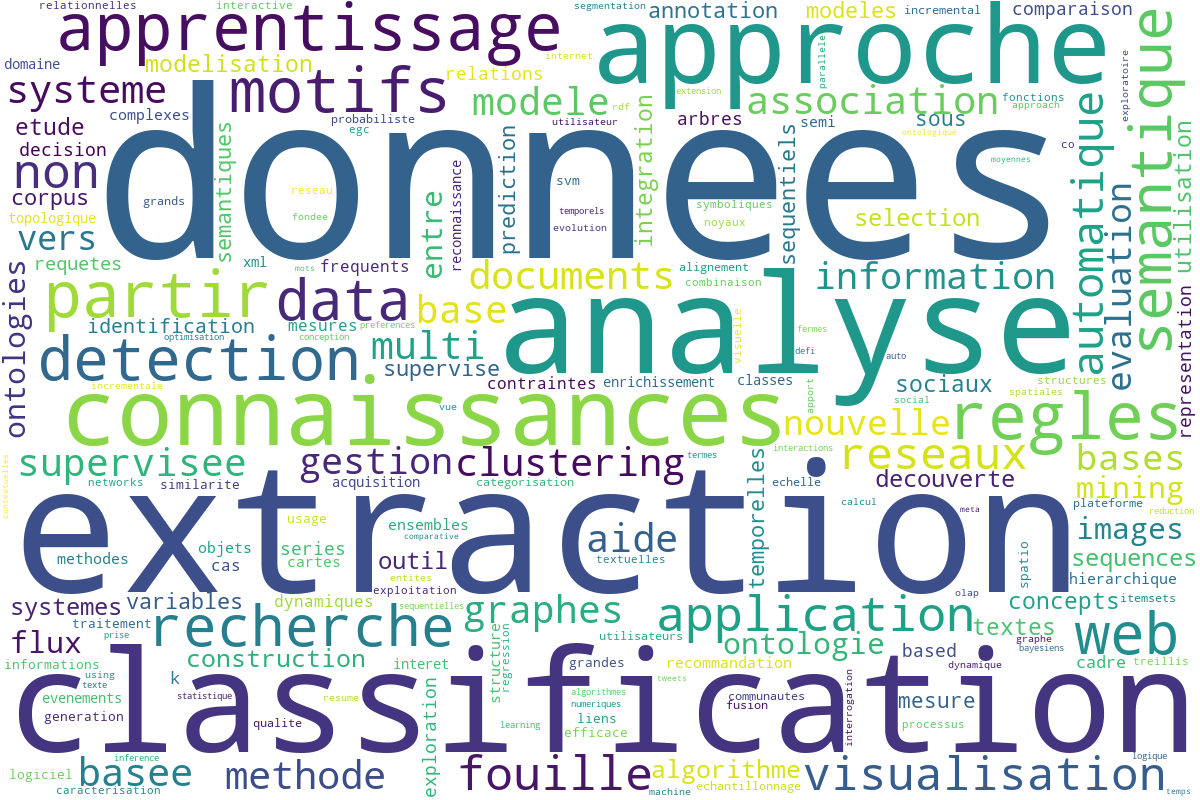 relationnelles
interactive
segmentation
annotation
modeles
incremental
comparaison
apprentissage
approche
semantique
domaine
modelisation
internet
relations
parallele
exploratoire
systeme
motifs
modele
rdf
extension
association
fonctions
approach
complexes
probabiliste
egc
utilisateur
arbres
semi
sous
ontologique
etude
decision
non
corpus
topologique
vers
donnees
semantiques
grands
reseau
fondee
entre
reconnaissance
prediction
svm
temporels
evolution
integration
symboliques
noyaux
sequentiels
selection
moyennes
co
automatique
evaluation
utilisation
requetes
xml
mots
frequents
documents
alignement
combinaison
information
ontologies
partir
data
base
analyse
identification
optimisation
mesures
conception
preferences
multi
visuelle
fermes
defi
auto
representation
detection
supervise
incrementale
contraintes
enrichissement
classes
apport
sociaux
social
structures
spatiales
connaissances
vue
nouvelle
regles
contextuelles
supervisee
gestion
clustering
termes
interactions
reseaux
bases
networks
similarite
acquisition
categorisation
temporelles
echelle
decouverte
mining
extraction
calcul
meta
plateforme
reduction
usage
ensembles
comparative
aide
textuelles
images
methodes
objets
cas
series
cartes
outil
entites
exploitation
spatio
sequences
hierarchique
olap
itemsets
systemes
variables
dynamiques
sequentielles
graphes
application
concepts
traitement
prise
flux
recherche
utilisateurs
ontologie
textes
graphe
bayesiens
web
informations
using
texte
construction
interet
structure
regression
grandes
recommandation
based
dynamique
cadre
treillis
classification
k
evenements
generation
statistique
qualite
resume
exploration
learning
algorithmes
numeriques
liens
efficace
tweets
communautes
fusion
interrogation
mesure
processus
logiciel
basee
inference
caracterisation
methode
fouille
machine
algorithme
echantillonnage
visualisation
logique
temps